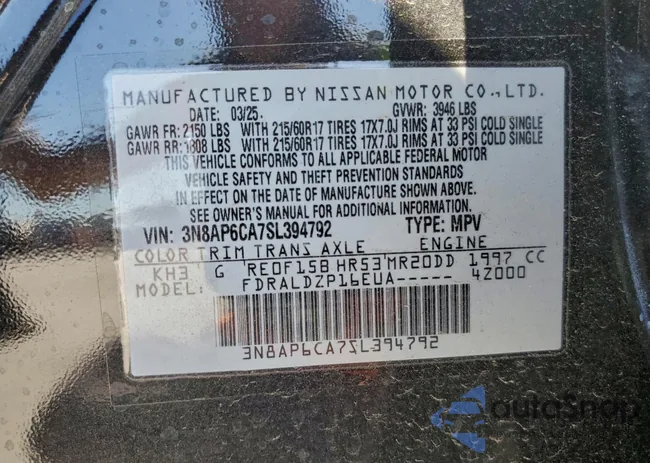 MANUFACTURED BY NISSAN MOTOR CO.,LTD.
DATE: 03/25. GVWR: 3946 LBS
GAWR FR: 2150 LBS WITH 215/60R17 TIRES 17X7.0J RIMS AT 33 PSI COLD SINGLE
GAWR RR: 1808 LBS WITH 215/60R17 TIRES 17X7.0J RIMS AT 33 PSI COLD SINGLE
THIS VEHICLE CONFORMS TO ALL APPLICABLE FEDERAL MOTOR
VEHICLE SAFETY AND THEFT PREVENTION STANDARDS
IN EFFECT ON THE DATE OF MANUFACTURE SHOWN ABOVE.
SEE OWNER'S MANUAL FOR ADDITIONAL INFORMATION.
VIN: 3N8AP6CA7SL394792 TYPE: MPV
COLOR TRIM TRANS AXLE ENGINE
KH3 G RE0F15B HR53 MR20DD 1997 CC
MODEL: FDRALDZP16EUA----- 4Z000
3N8AP6CA7SL394792
autoSnap